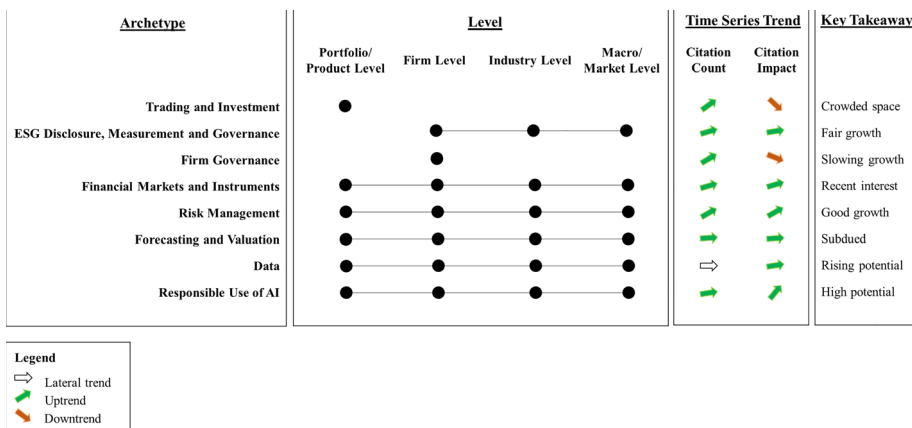 Archetype
Level
Time Series Trend
Key Takeaway
Portfolio/
Product Level
Firm Level
Industry Level
Macro/
Market Level
Citation
Count
Citation
Impact
Trading and Investment
Crowded space
ESG Disclosure, Measurement and Governance
Fair growth
Firm Governance
Slowing growth
Financial Markets and Instruments
Recent interest
Risk Management
Good growth
Forecasting and Valuation
Subdued
Data
Rising potential
Responsible Use of AI
High potential
Legend
Lateral trend
Uptrend
Downtrend